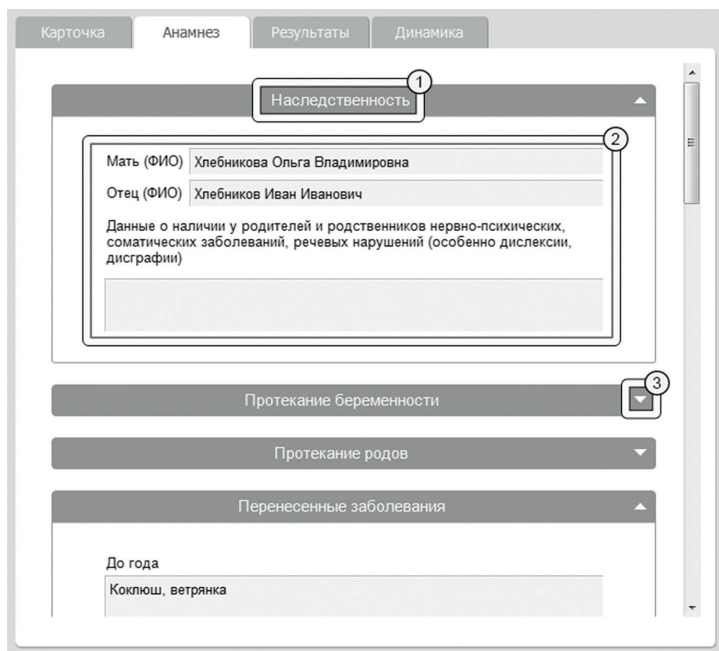 Карточка
Анамнез
Результаты
Динамика
1
Наследственность
2
Мать (ФИО) Хлебникова Ольга Владимировна
Отец (ФИО) Хлебников Иван Иванович
Данные о наличии у родителей и родственников нервно-психических,
соматических заболеваний, речевых нарушений (особенно дислексии,
дисграфии)
3
Протекание беременности
Протекание родов
Перенесенные заболевания
До года
Коклюш, ветрянка